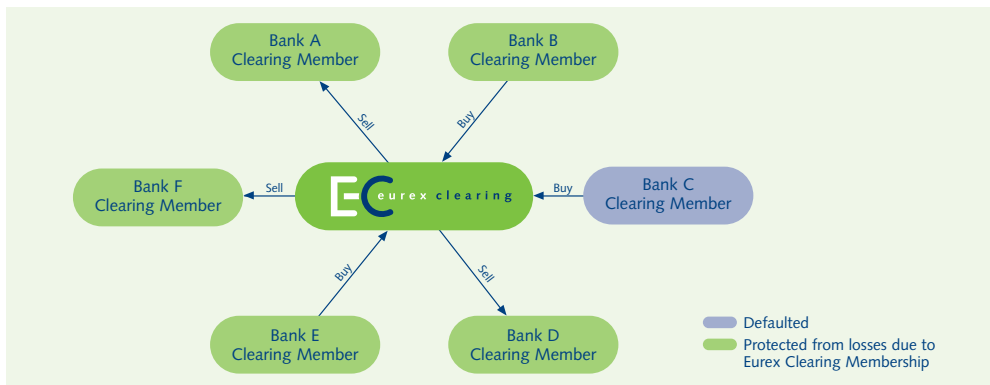 Bank A
Clearing Member
Bank B
Clearing Member
Sell
Buy
Bank F
Clearing Member
Sell
EC eurex clearing
Buy
Bank C
Clearing Member
Buy
Sell
Bank E
Clearing Member
Bank D
Clearing Member
Defaulted
Protected from losses due to
Eurex Clearing Membership